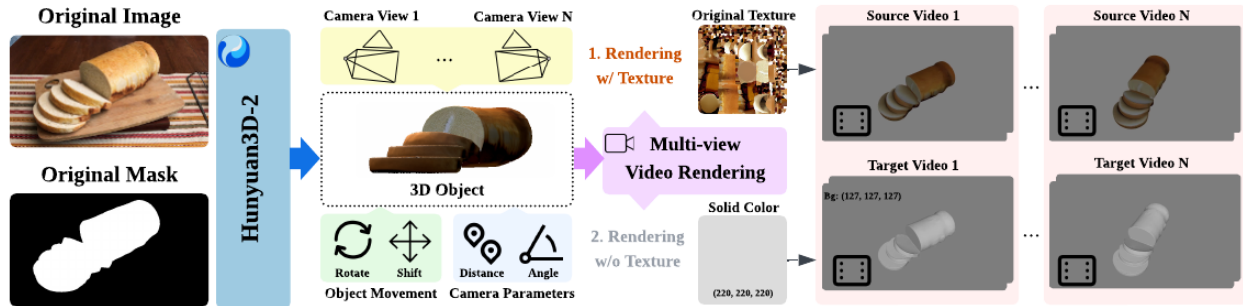 Original Image
Original Mask
Hunyuan3D-2
Camera View 1
...
Camera View N
3D Object
Rotate
Shift
Object Movement
Distance
Angle
Camera Parameters
1. Rendering
w/ Texture
Multi-view
Video Rendering
2. Rendering
w/o Texture
Original Texture
Solid Color
(220, 220, 220)
Source Video 1
...
Source Video N
Target Video 1
Bg: (127, 127, 127)
...
Target Video N